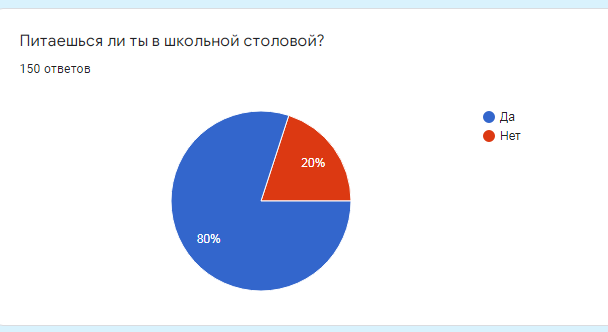 Питаешься ли ты в школьной столовой?
150 ответов
Да
Нет
20%
80%